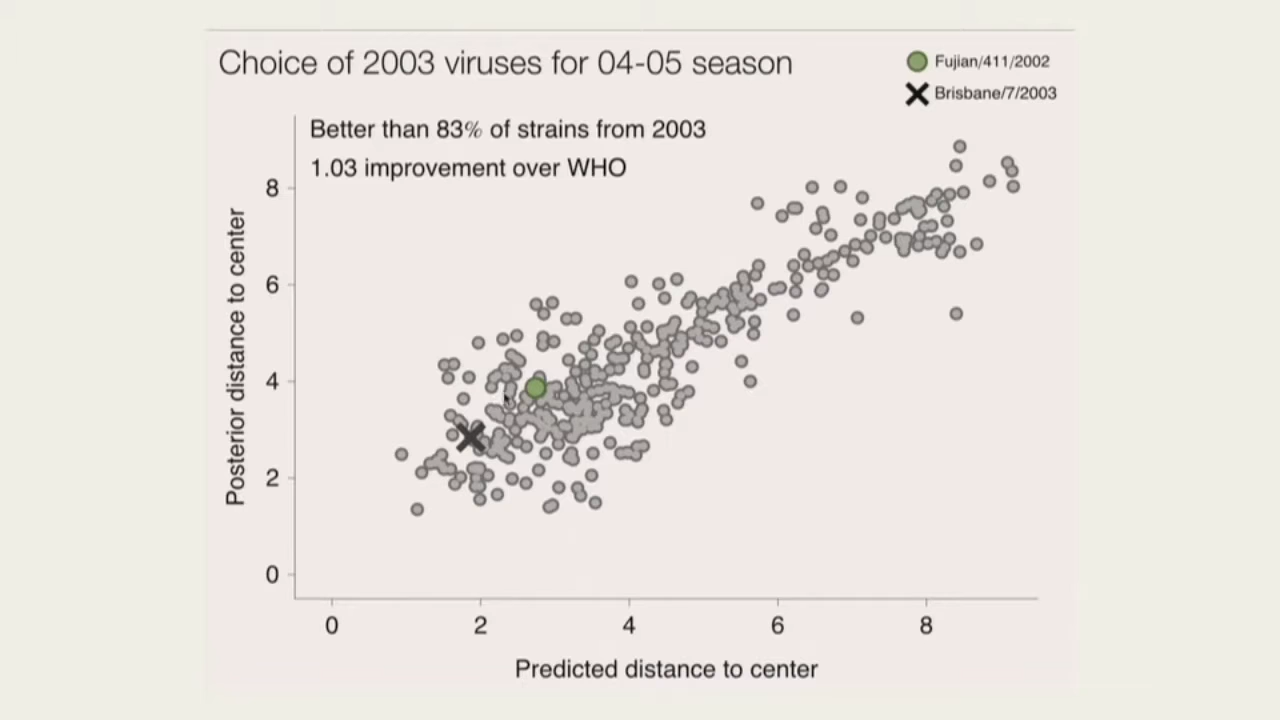 Choice of 2003 viruses for 04-05 season
Fujian/411/2002
Brisbane/7/2003
Better than 83% of strains from 2003
1.03 improvement over WHO
8
6
4
2
0
Posterior distance to center
0 2 4 6 8
Predicted distance to center